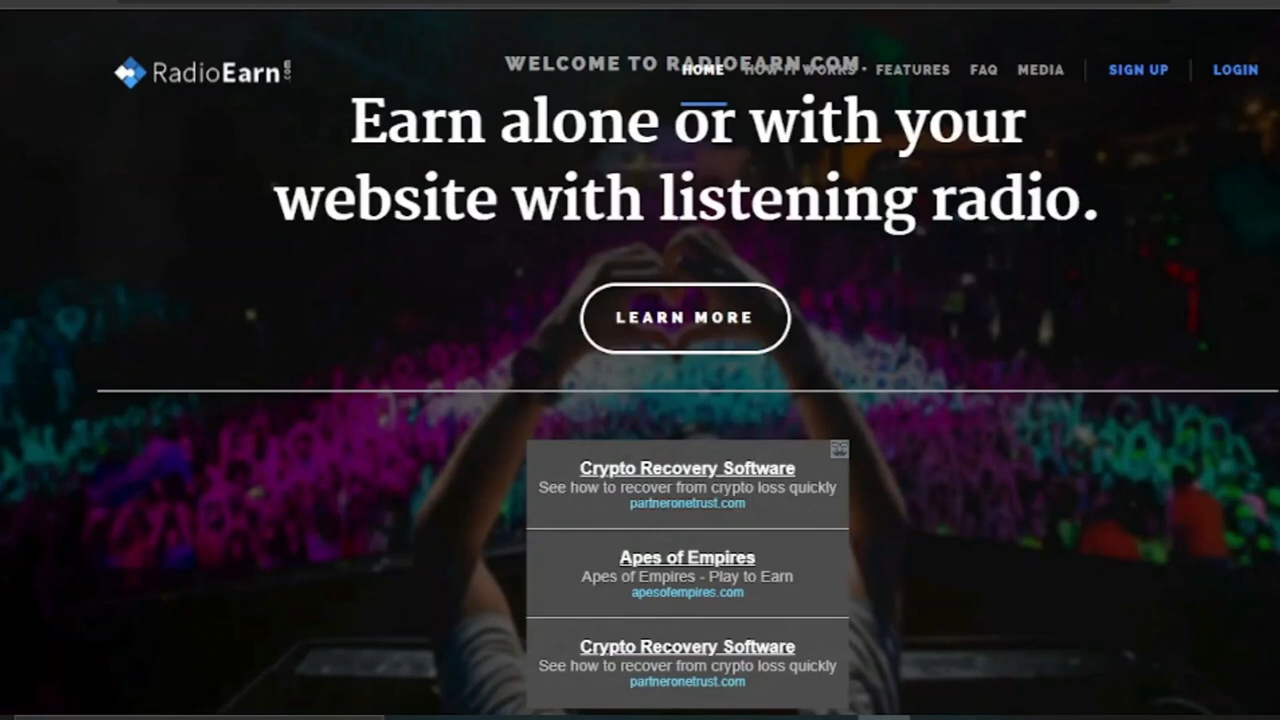 RadioEarn.com
WELCOME TO RADIOEARN.COM.
HOME HOW IT WORKS FEATURES FAQ MEDIA SIGN UP LOGIN
Earn alone or with your
website with listening radio.
LEARN MORE
Crypto Recovery Software
See how to recover from crypto loss quickly
partneronetrust.com
Apes of Empires
Apes of Empires - Play to Earn
apesofempires.com
Crypto Recovery Software
See how to recover from crypto loss quickly
partneronetrust.com